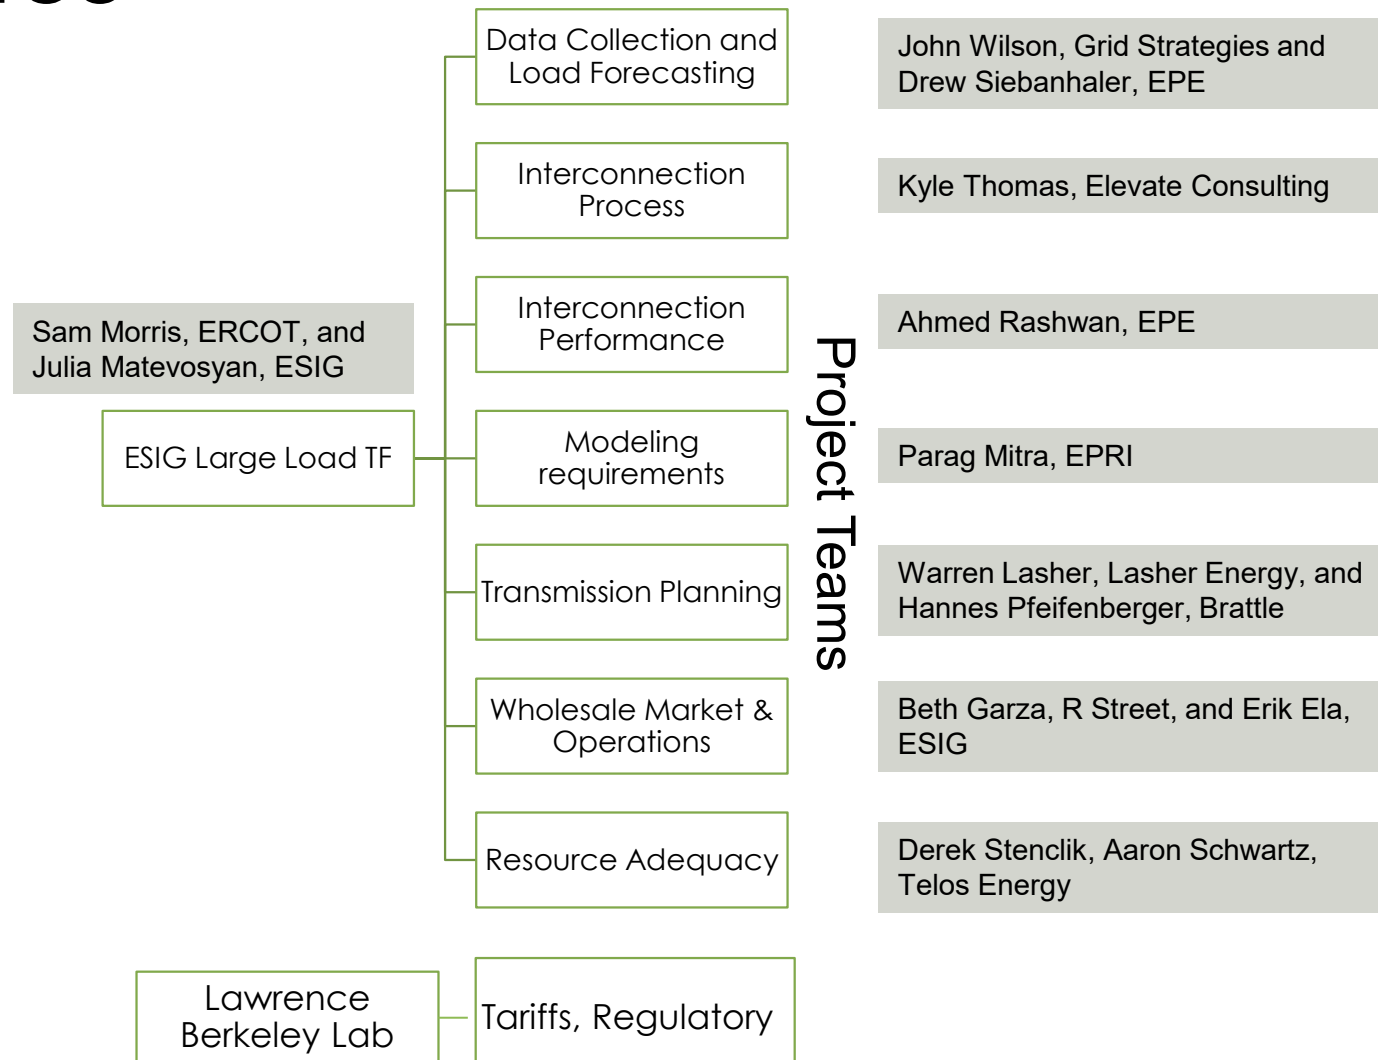 Data Collection and
Load Forecasting
John Wilson, Grid Strategies and
Drew Siebanhaler, EPE
Interconnection
Process
Kyle Thomas, Elevate Consulting
Interconnection
Performance
Ahmed Rashwan, EPE
Sam Morris, ERCOT, and
Julia Matevosyan, ESIG
ESIG Large Load TF
Modeling
requirements
Project Teams
Parag Mitra, EPRI
Transmission Planning
Warren Lasher, Lasher Energy, and
Hannes Pfeifenberger, Brattle
Wholesale Market &
Operations
Beth Garza, R Street, and Erik Ela,
ESIG
Resource Adequacy
Derek Stenclik, Aaron Schwartz,
Telos Energy
Lawrence
Berkeley Lab
Tariffs, Regulatory